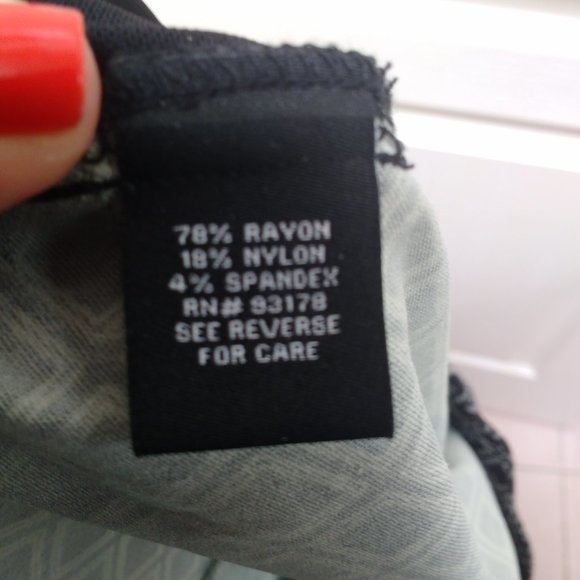 78% RAYON
18% NYLON
4% SPANDEX
RN# 93178
SEE REVERSE
FOR CARE